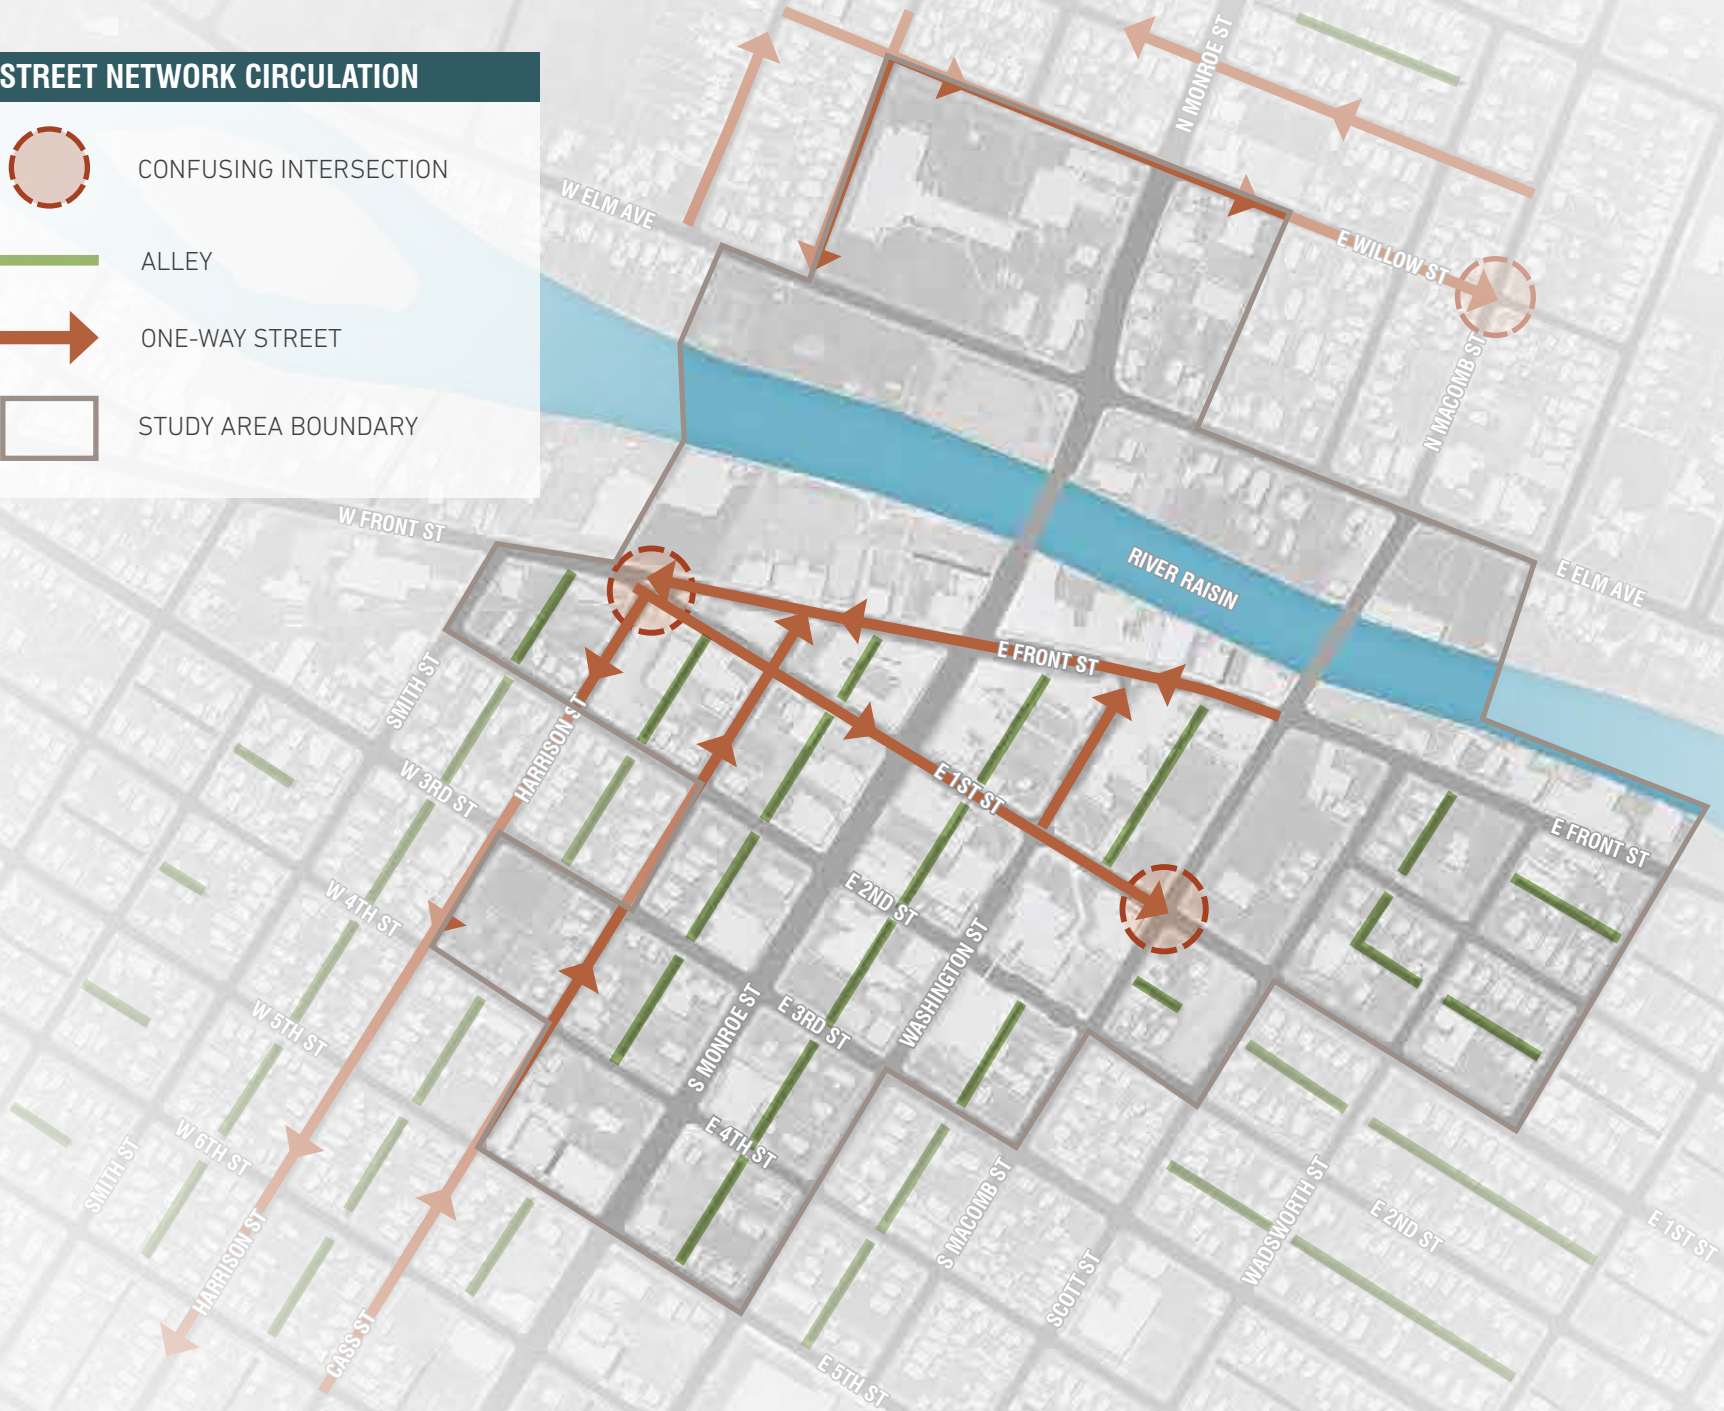 STREET NETWORK CIRCULATION
CONFUSING INTERSECTION
ALLEY
ONE-WAY STREET
STUDY AREA BOUNDARY
N MONROE ST
W ELM AVE
E WILLOW ST
N MACOMB ST
W FRONT ST
RIVER RAISIN
E ELM AVE
E FRONT ST
SMITH ST
HARRISON ST
W 3RD ST
E 1ST ST
E FRONT ST
W 4TH ST
E 2ND ST
WASHINGTON ST
W 5TH ST
S MONROE ST
E 3RD ST
SMITH ST
W 6TH ST
E 4TH ST
S MACOMB ST
WADSWORTH ST
E 2ND ST
E 1ST ST
HARRISON ST
SCOTT ST
CASS ST
E 5TH ST